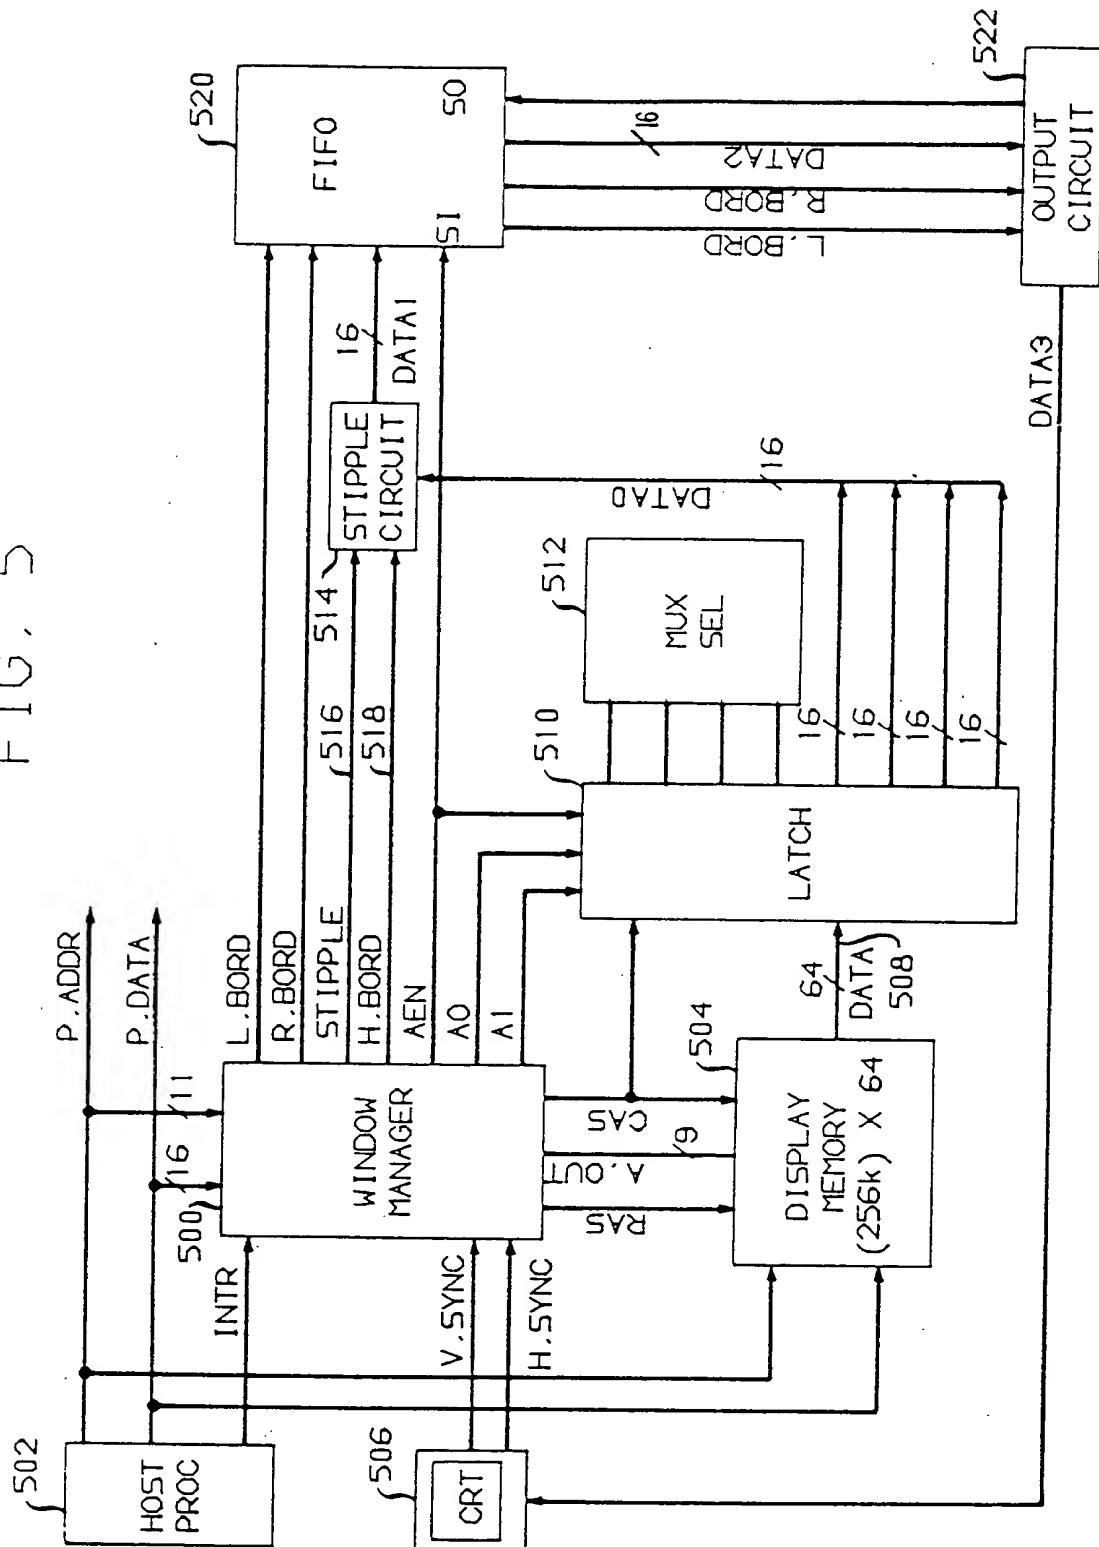 FIG. 5
502
HOST
PROC
P.ADDR
P.DATA
INTR
11
16
500
WINDOW
MANAGER
L.BORD
R.BORD
STIPPLE
H.BORD
AEN
A0
A1
516
518
514
STIPPLE
CIRCUIT
16
DATA1
520
FIFO
SI
SO
506
CRT
V.SYNC
H.SYNC
RAS
A.OUT
9
CAS
504
DISPLAY
MEMORY
(256k) X 64
64
DATA
508
510
LATCH
512
MUX
SEL
16
16
16
16
DATA0
16
L.BORD
R.BORD
DATA2
16
522
OUTPUT
CIRCUIT
DATA3